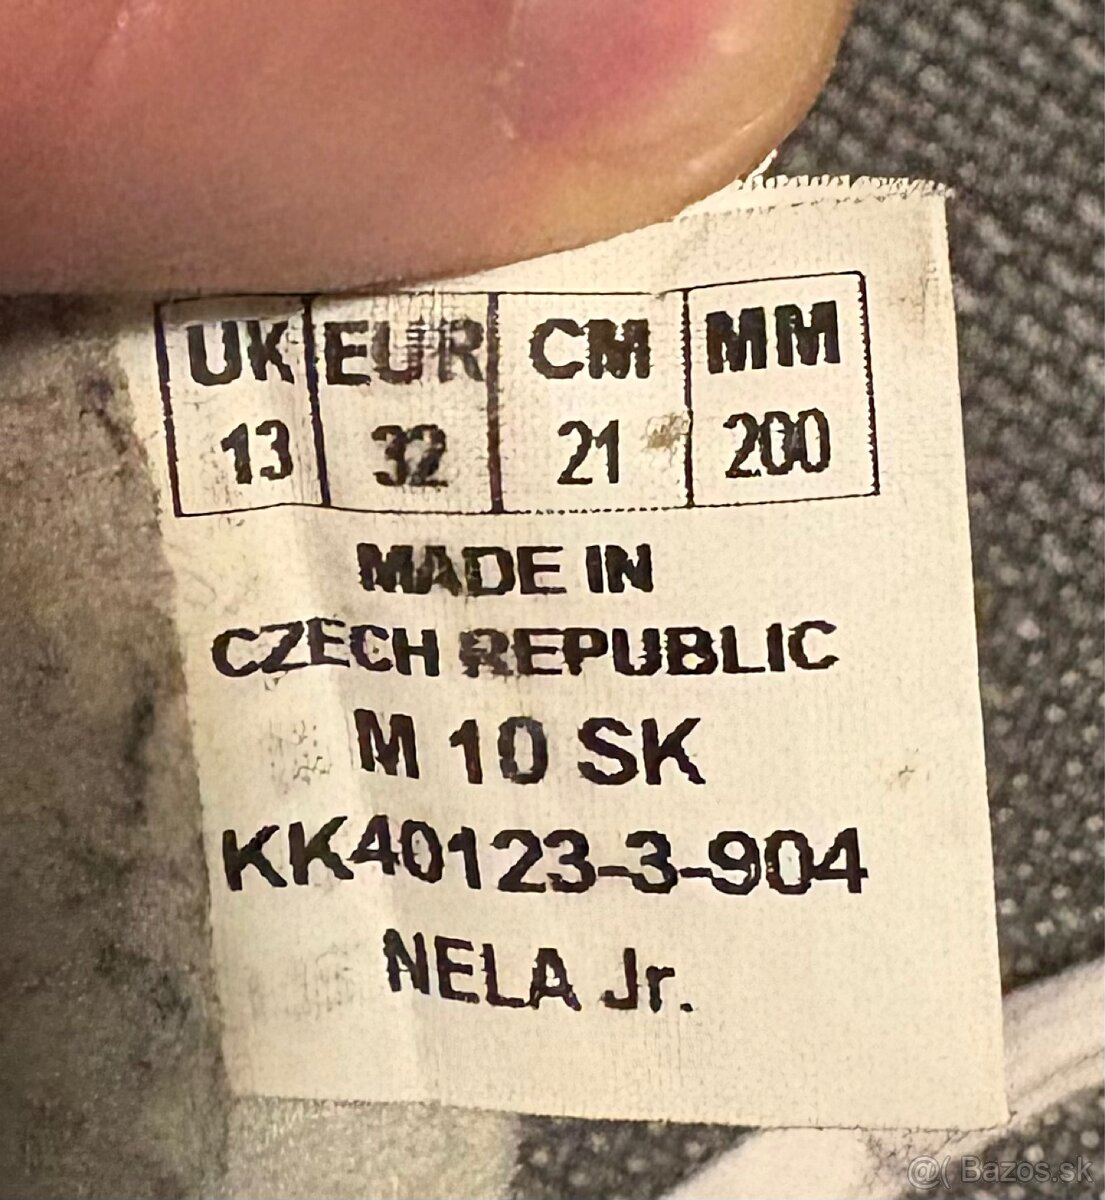 UK EUR CM MM
13 32 21 200
MADE IN
CZECH REPUBLIC
M 10 SK
KK40123-3-904
NELA Jr.
@( Bazos.sk